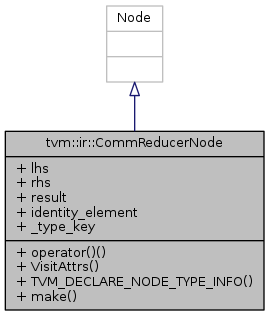 Node
tvm::ir::CommReducerNode
+ lhs
+ rhs
+ result
+ identity_element
+ _type_key
+ operator()()
+ VisitAttrs()
+ TVM_DECLARE_NODE_TYPE_INFO()
+ make()